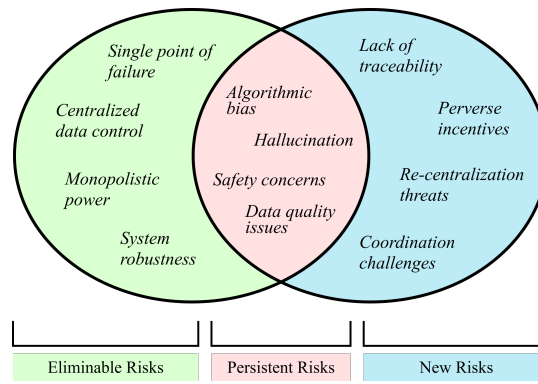 Single point of
failure
Centralized
data control
Monopolistic
power
System
robustness
Algorithmic
bias
Hallucination
Safety concerns
Data quality
issues
Lack of
traceability
Perverse
incentives
Re-centralization
threats
Coordination
challenges
Eliminable Risks
Persistent Risks
New Risks